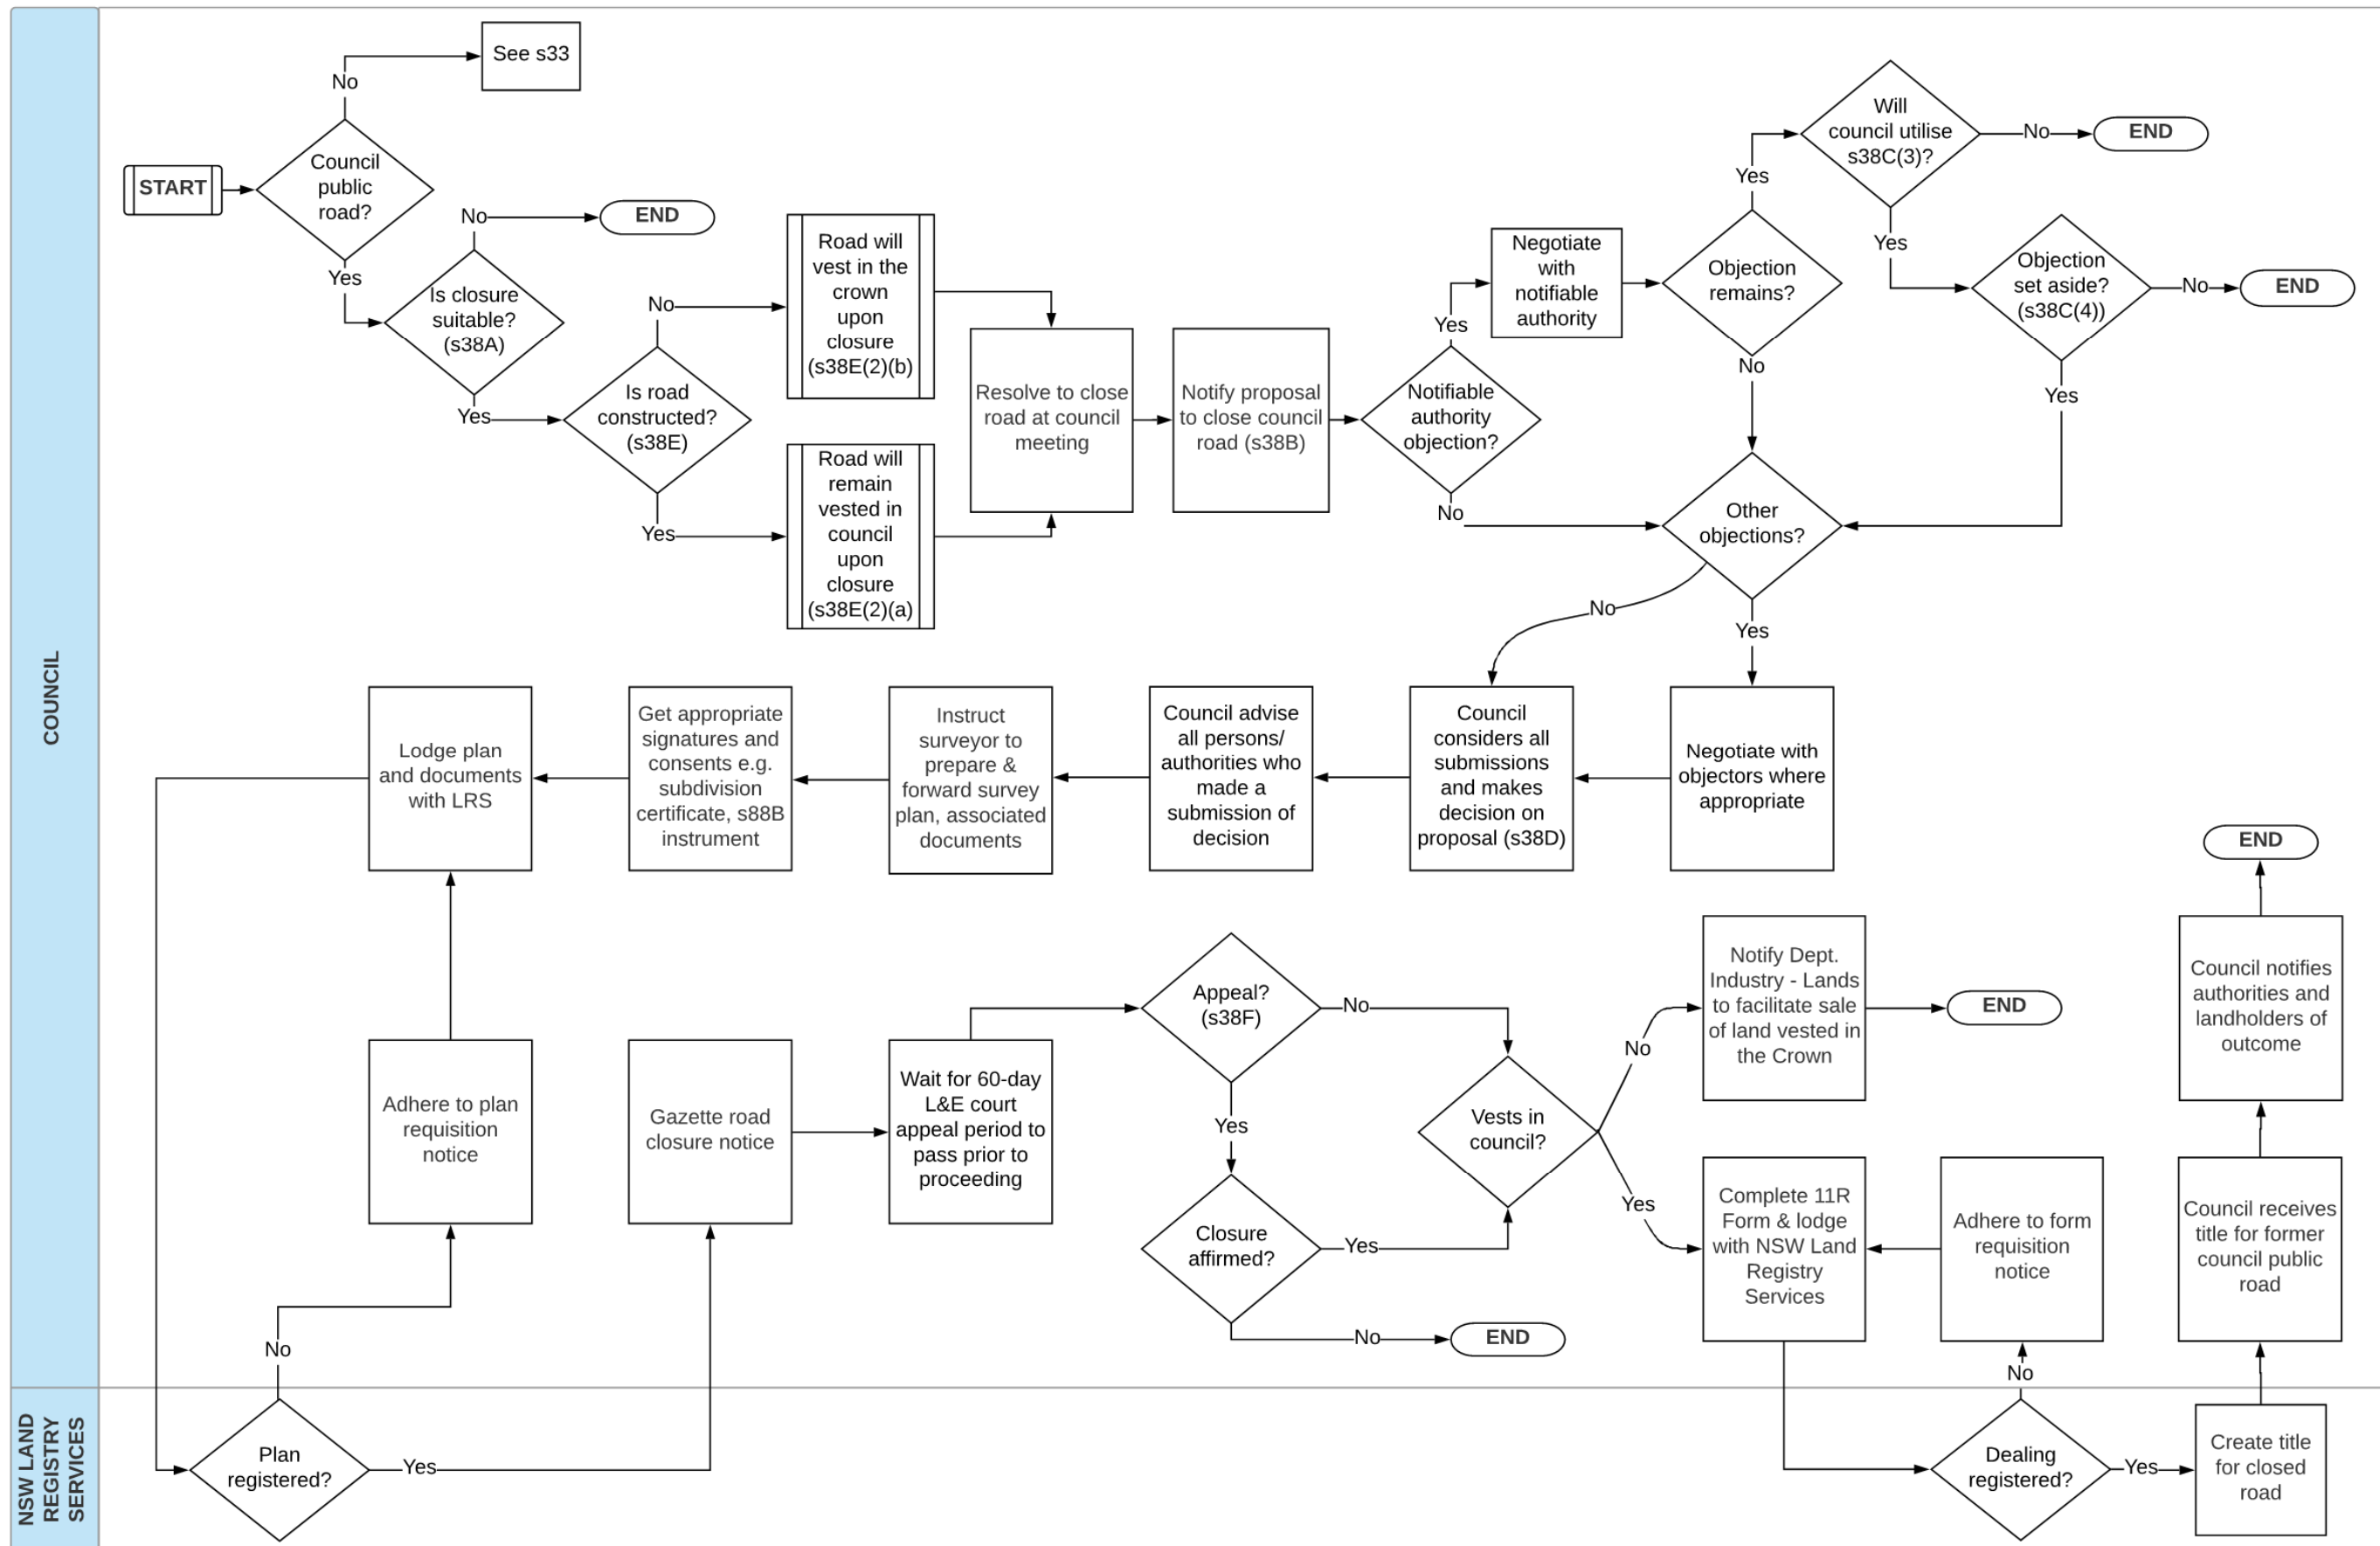 COUNCIL
START
Council
public
road?
No
See s33
Yes
Is closure
suitable?
(s38A)
No
END
Yes
Is road
constructed?
(s38E)
No
Road will
vest in the
crown
upon
closure
(s38E(2)(b)
Yes
Road will
remain
vested in
council
upon
closure
(s38E(2)(a)
Resolve to close
road at council
meeting
Notify proposal
to close council
road (s38B)
Notifiable
authority
objection?
Yes
Negotiate
with
notifiable
authority
No
Objection
remains?
Yes
Will
council utilise
s38C(3)?
No
END
Yes
Objection
set aside?
(s38C(4))
No
END
Yes
No
Other
objections?
No
Yes
Negotiate with
objectors where
appropriate
Council
considers all
submissions
and makes
decision on
proposal (s38D)
Council advise
all persons/
authorities who
made a
submission of
decision
Instruct
surveyor to
prepare &
forward survey
plan, associated
documents
Get appropriate
signatures and
consents e.g.
subdivision
certificate, s88B
instrument
Lodge plan
and documents
with LRS
Adhere to plan
requisition
notice
No
Gazette road
closure notice
Wait for 60-day
L&E court
appeal period to
pass prior to
proceeding
Appeal?
(s38F)
No
Yes
Closure
affirmed?
Yes
No
END
Vests in
council?
No
Notify Dept.
Industry - Lands
to facilitate sale
of land vested in
the Crown
END
Yes
Complete 11R
Form & lodge
with NSW Land
Registry
Services
Adhere to form
requisition
notice
No
Council receives
title for former
council public
road
Council notifies
authorities and
landholders of
outcome
END
NSW LAND
REGISTRY
SERVICES
Plan
registered?
Yes
Dealing
registered?
Yes
Create title
for closed
road